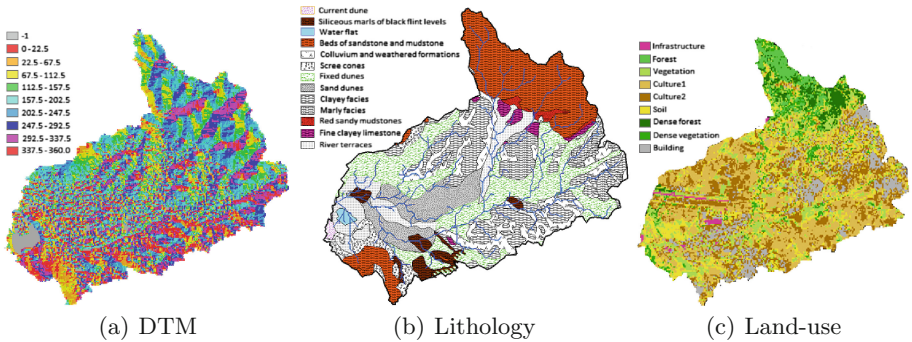 -1
0 -22.5
22.5 - 67.5
67.5 - 112.5
112.5 - 157.5
157.5 - 202.5
202.5 - 247.5
247.5 - 292.5
292.5 - 337.5
337.5 - 360.0
Current dune
Siliceous marls of black flint levels
Water flat
Beds of sandstone and mudstone
Colluvium and weathered formations
Scree cones
Fixed dunes
Sand dunes
Clayey facies
Marly facies
Red sandy mudstones
Fine clayey limestone
River terraces
Infrastructure
Forest
Vegetation
Culture1
Culture2
Soil
Dense forest
Dense vegetation
Building
(a) DTM
(b) Lithology
(c) Land-use